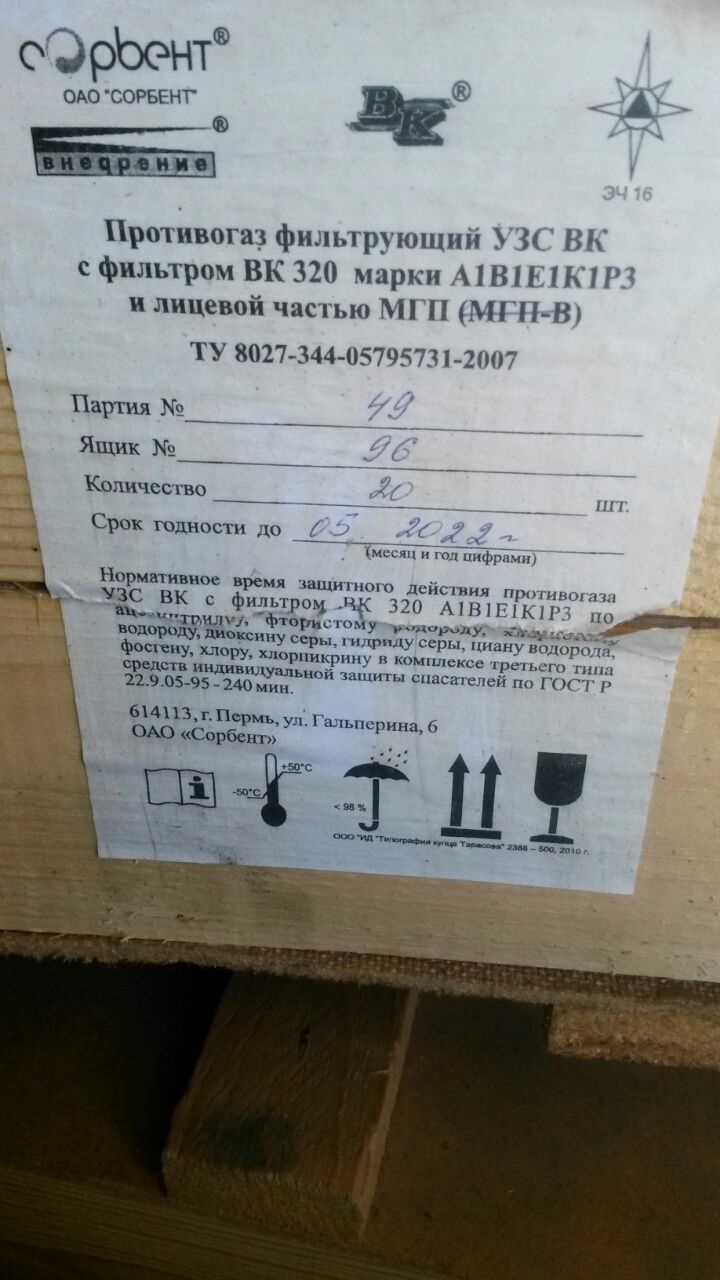 сорбент®
ОАО "СОРБЕНТ"
внедрение®
ВК®
ЭЧ 16
Противогаз фильтрующий УЗС ВК
с фильтром ВК 320 марки А1В1Е1К1Р3
и лицевой частью МГП (МГП-В)
ТУ 8027-344-05795731-2007
Партия № 49
Ящик № 96
Количество 20 шт.
Срок годности до 05 2022 г
(месяц и год цифрами)
Нормативное время защитного действия противогаза
УЗС ВК с фильтром ВК 320 А1В1Е1К1Р3 по
фтористому водороду,
водороду, диоксину серы, гидриду серы, циану водорода,
фосгену, хлору, хлорпикрину в комплексе третьего типа
средств индивидуальной защиты спасателей по ГОСТ Р
22.9.05-95 - 240 мин.
614113, г. Пермь, ул. Гальперина, 6
ОАО «Сорбент»
i
+50°С
-50°С
< 98 %
ООО "ИД "Типография купца Тарасова" 2388 – 500, 2010 г.